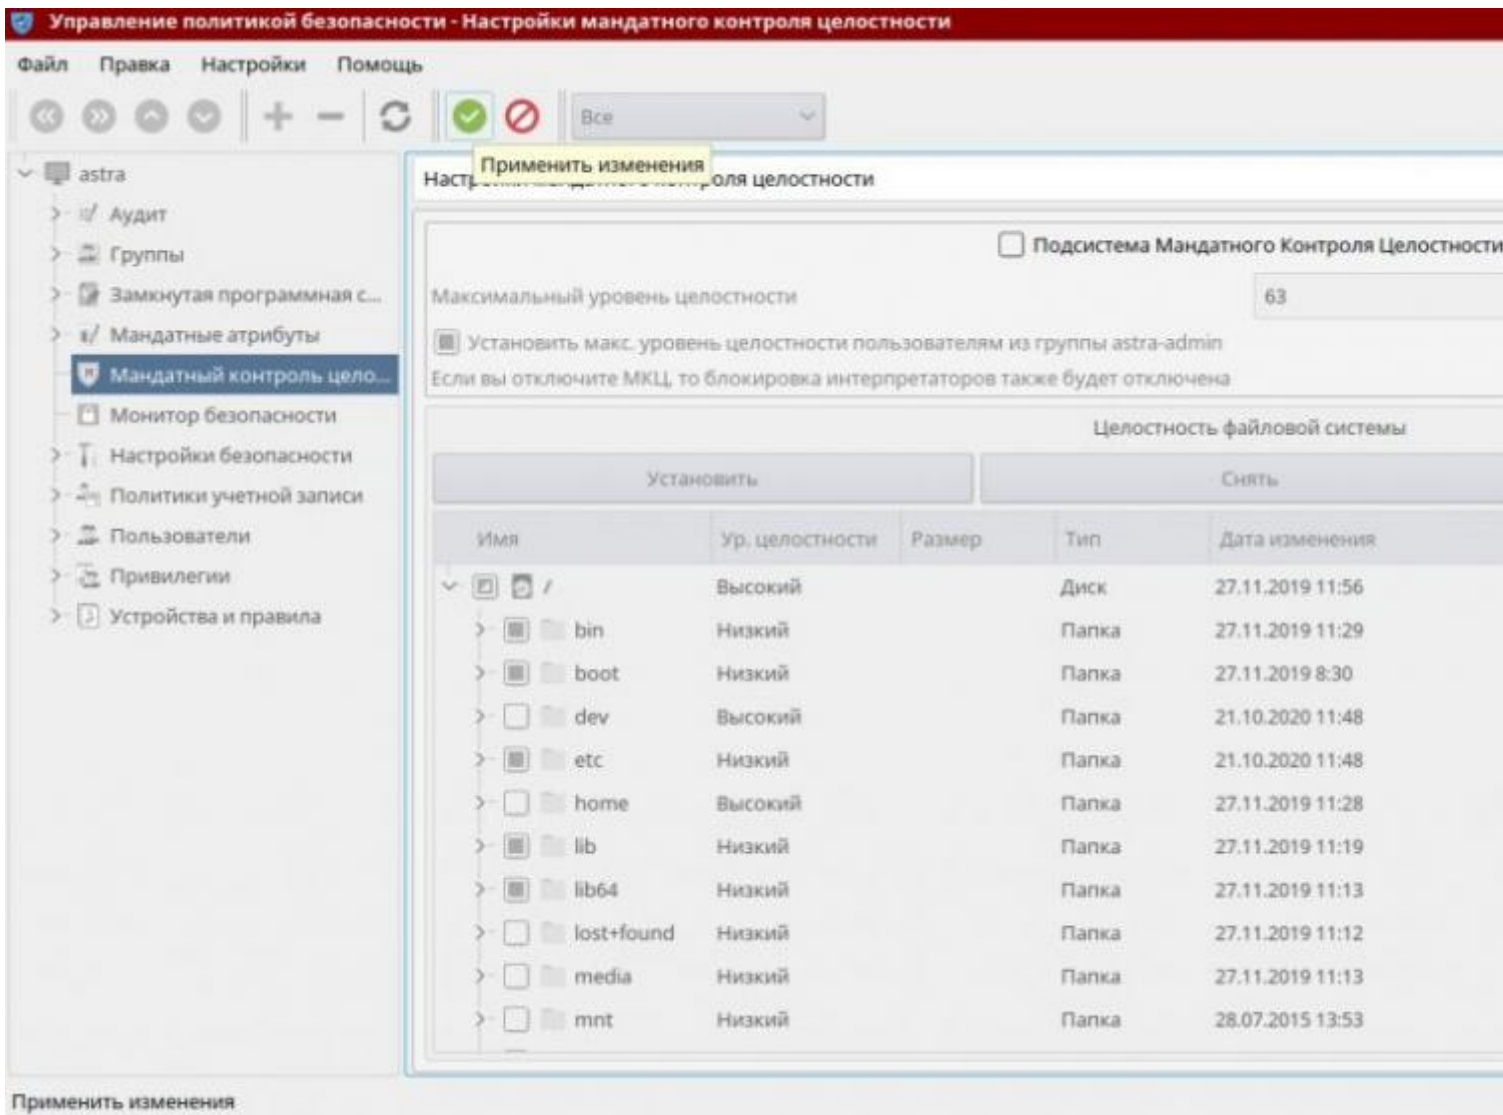 Управление политикой безопасности - Настройки мандатного контроля целостности
Файл Правка Настройки Помощь
Все
Применить изменения
astra
Аудит
Группы
Замкнутая программная с...
Мандатные атрибуты
Мандатный контроль цело...
Монитор безопасности
Настройки безопасности
Политики учетной записи
Пользователи
Привилегии
Устройства и правила
Настройки мандатного контроля целостности
Подсистема Мандатного Контроля Целостности
Максимальный уровень целостности 63
Установить макс. уровень целостности пользователям из группы astra-admin
Если вы отключите МКЦ, то блокировка интерпретаторов также будет отключена
Целостность файловой системы
Установить Снять
Имя Ур. целостности Размер Тип Дата изменения
/ Высокий Диск 27.11.2019 11:56
bin Низкий Папка 27.11.2019 11:29
boot Низкий Папка 27.11.2019 8:30
dev Высокий Папка 21.10.2020 11:48
etc Низкий Папка 21.10.2020 11:48
home Высокий Папка 27.11.2019 11:28
lib Низкий Папка 27.11.2019 11:19
lib64 Низкий Папка 27.11.2019 11:13
lost+found Низкий Папка 27.11.2019 11:12
media Низкий Папка 27.11.2019 11:13
mnt Низкий Папка 28.07.2015 13:53
Применить изменения